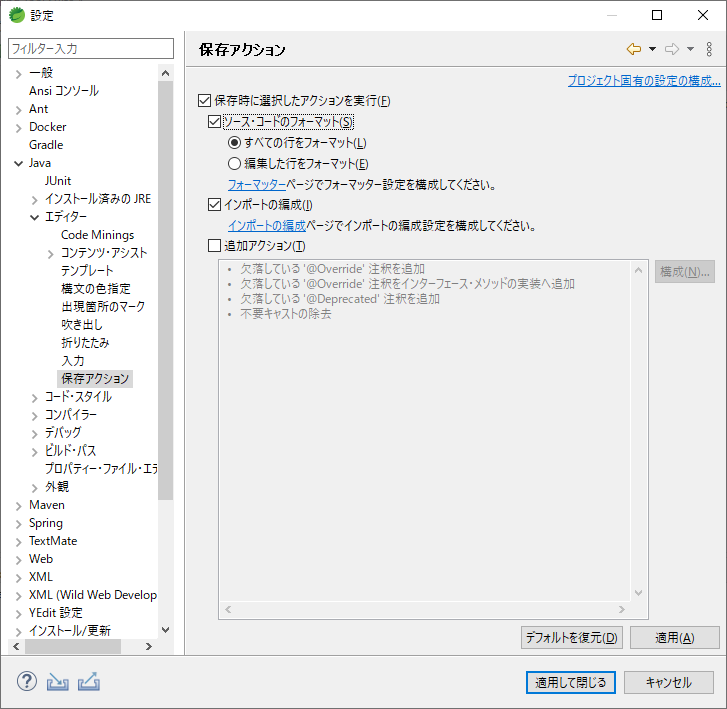 設定
フィルター入力
一般
Ansi コンソール
Ant
Docker
Gradle
Java
JUnit
インストール済みの JRE
エディター
Code Minings
コンテンツ・アシスト
テンプレート
構文の色指定
出現箇所のマーク
吹き出し
折りたたみ
入力
保存アクション
コード・スタイル
コンパイラー
デバッグ
ビルド・パス
プロパティー・ファイル・エデ
外観
Maven
Spring
TextMate
Web
XML
XML (Wild Web Develop
YEdit 設定
インストール/更新
保存アクション
プロジェクト固有の設定の構成...
保存時に選択したアクションを実行(F)
ソース・コードのフォーマット(S)
すべての行をフォーマット(L)
編集した行をフォーマット(E)
フォーマッターページでフォーマッター設定を構成してください。
インポートの編成(I)
インポートの編成ページでインポートの編成設定を構成してください。
追加アクション(T)
• 欠落している '@Override' 注釈を追加
• 欠落している '@Override' 注釈をインターフェース・メソッドの実装へ追加
• 欠落している '@Deprecated' 注釈を追加
• 不要キャストの除去
構成(N)...
デフォルトを復元(D)
適用(A)
?
適用して閉じる
キャンセル